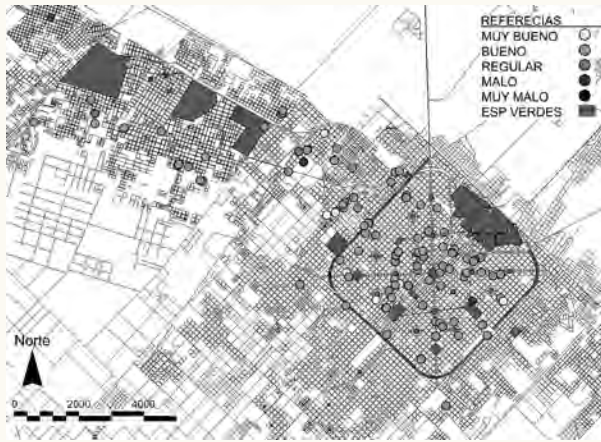 REFERECIAS
MUY BUENO
BUENO
REGULAR
MALO
MUY MALO
ESP VERDES
Norte
0 2000 4000